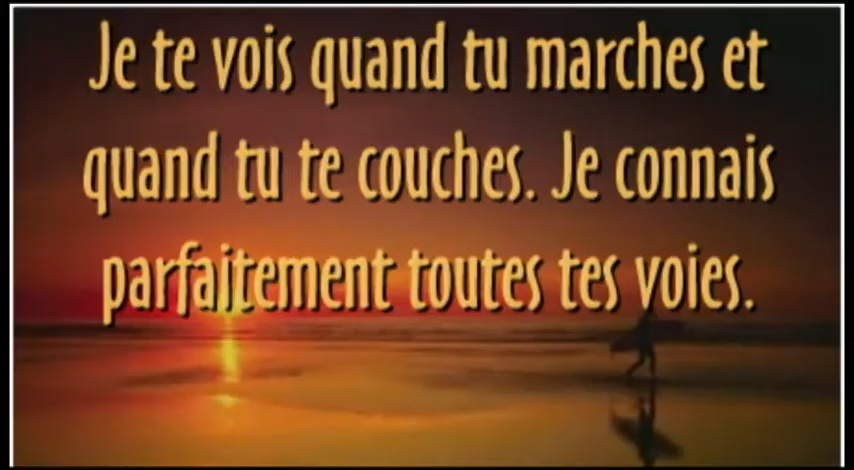 Je te vois quand tu marches et
quand tu te couches. Je connais
parfaitement toutes tes voies.